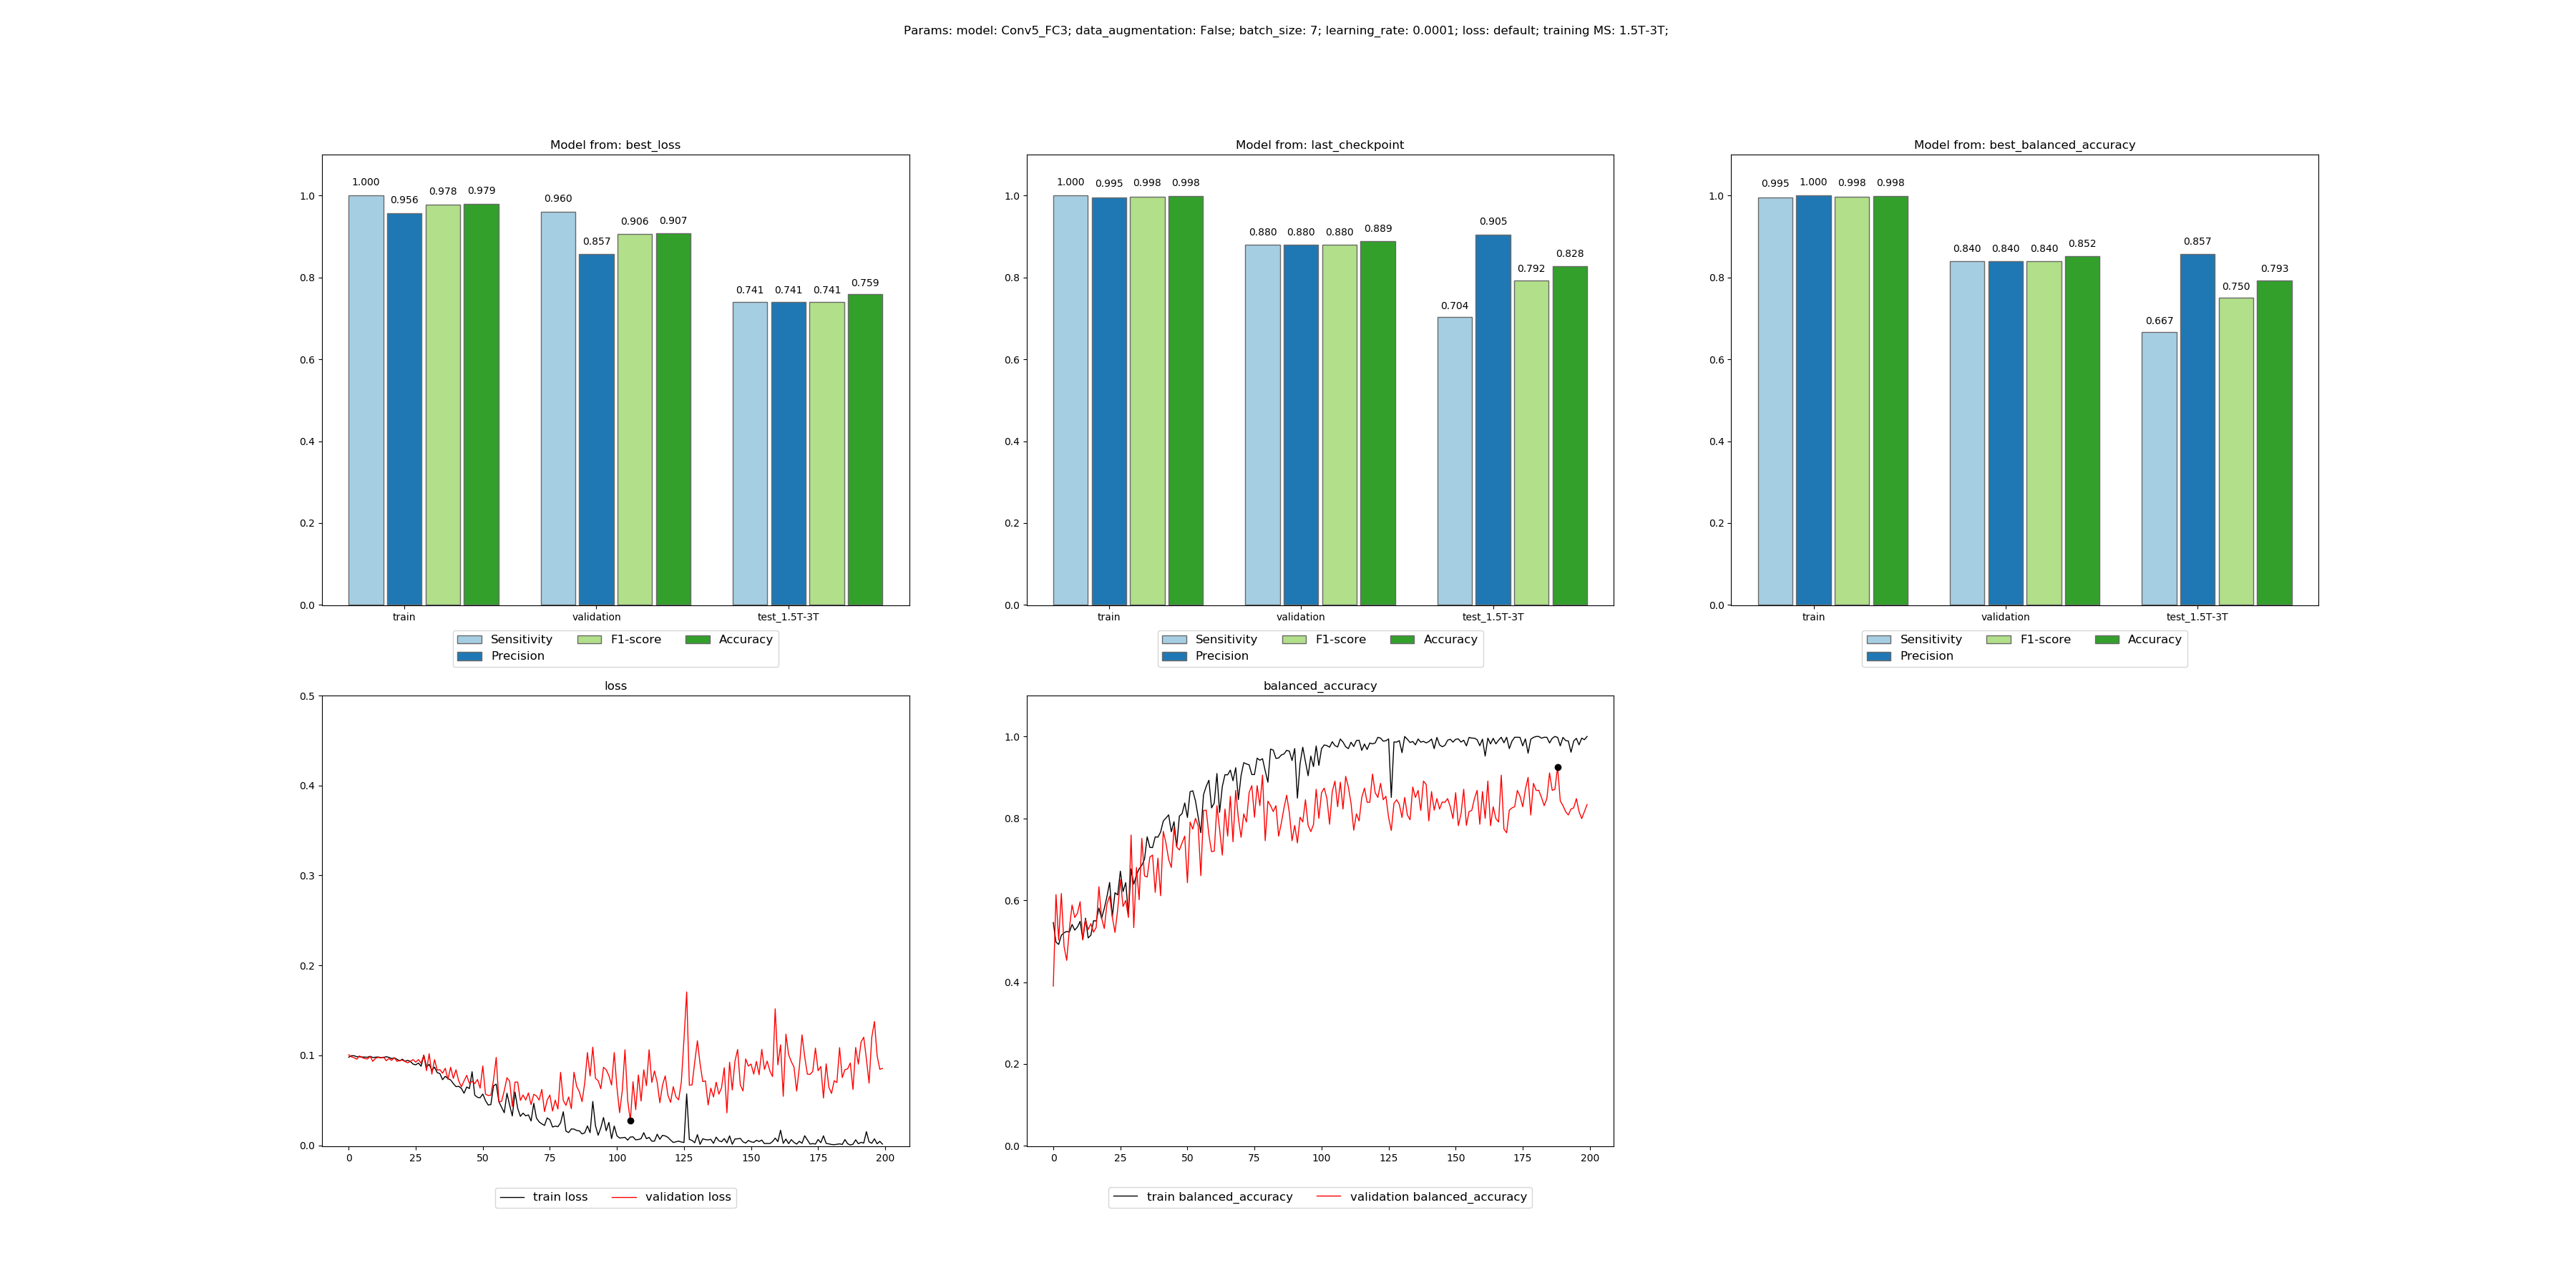 Params: model: Conv5_FC3; data_augmentation: False; batch_size: 7; learning_rate: 0.0001; loss: default; training MS: 1.5T-3T;
Model from: best_loss
1.000 0.956 0.978 0.979 0.960 0.857 0.906 0.907 0.741 0.741 0.741 0.759
1.0
0.8
0.6
0.4
0.2
0.0
train validation test_1.5T-3T
Sensitivity F1-score Accuracy
Precision
Model from: last_checkpoint
1.000 0.995 0.998 0.998 0.880 0.880 0.880 0.889 0.704 0.905 0.792 0.828
1.0
0.8
0.6
0.4
0.2
0.0
train validation test_1.5T-3T
Sensitivity F1-score Accuracy
Precision
Model from: best_balanced_accuracy
0.995 1.000 0.998 0.998 0.840 0.840 0.840 0.852 0.667 0.857 0.750 0.793
1.0
0.8
0.6
0.4
0.2
0.0
train validation test_1.5T-3T
Sensitivity F1-score Accuracy
Precision
loss
0.5
0.4
0.3
0.2
0.1
0.0
0 25 50 75 100 125 150 175 200
train loss validation loss
balanced_accuracy
1.0
0.8
0.6
0.4
0.2
0.0
0 25 50 75 100 125 150 175 200
train balanced_accuracy validation balanced_accuracy